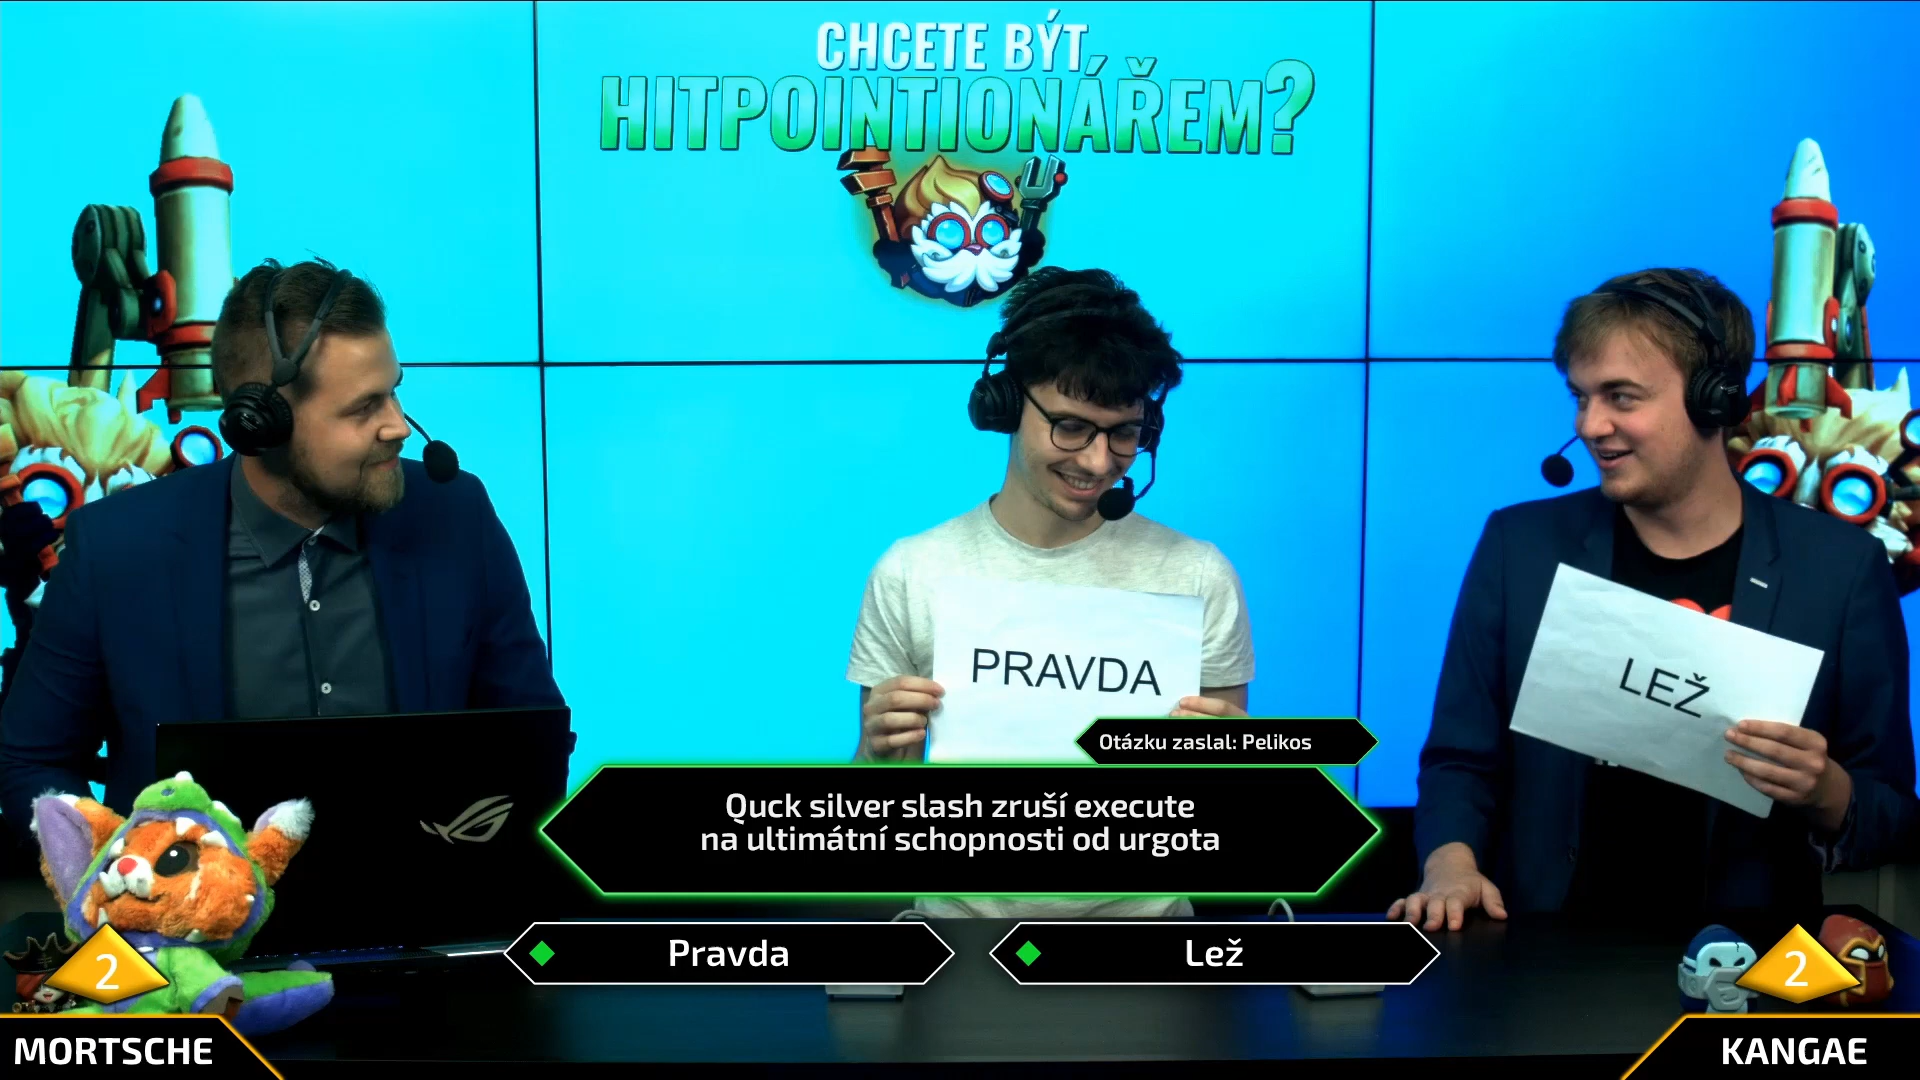 CHCETE BÝT
HITPOINTIONÁŘEM?
PRAVDA
LEŽ
Otázku zaslal: Pelikos
Quck silver slash zruší execute
na ultimátní schopnosti od urgota
Pravda
Lež
2
2
MORTSCHE
KANGAE